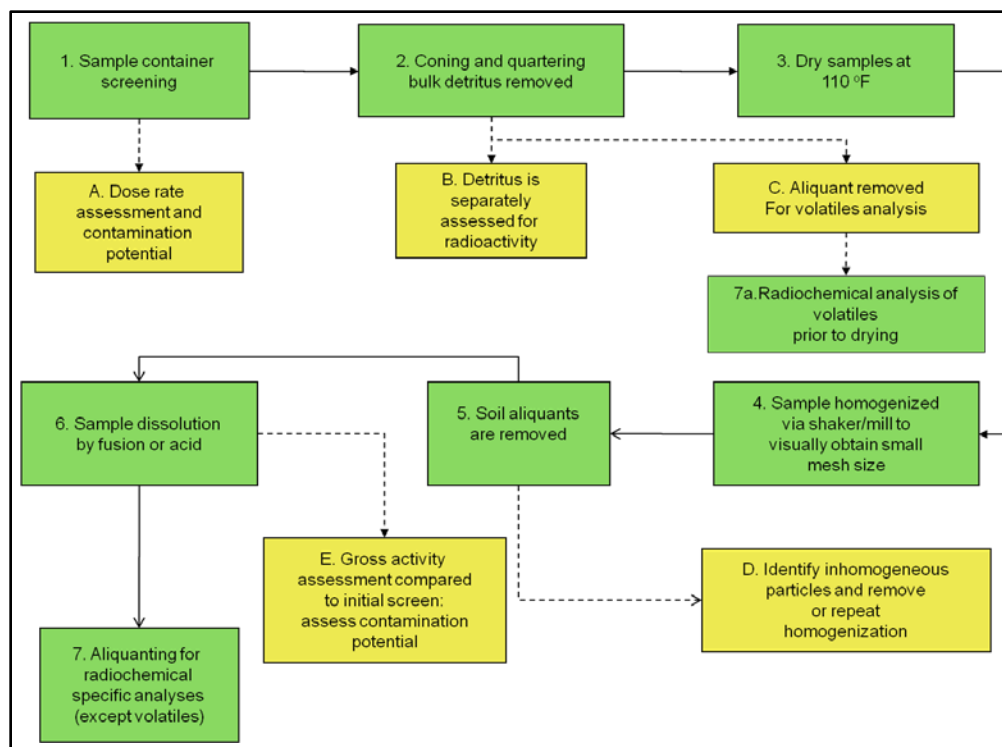 1. Sample container
screening
2. Coning and quartering
bulk detritus removed
3. Dry samples at
110 ºF
A. Dose rate
assessment and
contamination
potential
B. Detritus is
separately
assessed for
radioactivity
C. Aliquant removed
For volatiles analysis
7a.Radiochemical analysis of
volatiles
prior to drying
6. Sample dissolution
by fusion or acid
5. Soil aliquants
are removed
4. Sample homogenized
via shaker/mill to
visually obtain small
mesh size
E. Gross activity
assessment compared
to initial screen:
assess contamination
potential
D. Identify inhomogeneous
particles and remove
or repeat
homogenization
7. Aliquanting for
radiochemical
specific analyses
(except volatiles)